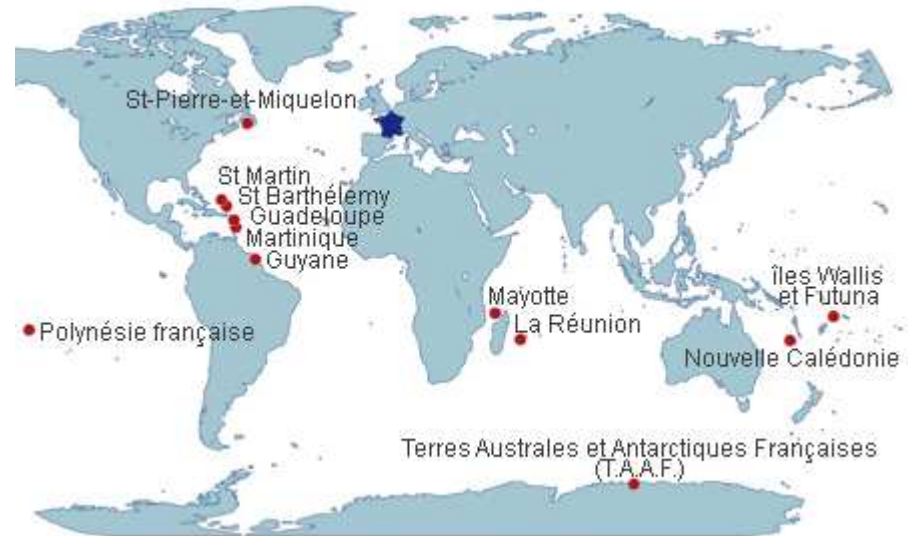 St-Pierre-et-Miquelon
St Martin
St Barthélemy
Guadeloupe
Martinique
Guyane
Mayotte
La Réunion
îles Wallis
et Futuna
Polynésie française
Nouvelle Calédonie
Terres Australes et Antarctiques Françaises
(T.A.A.F.)